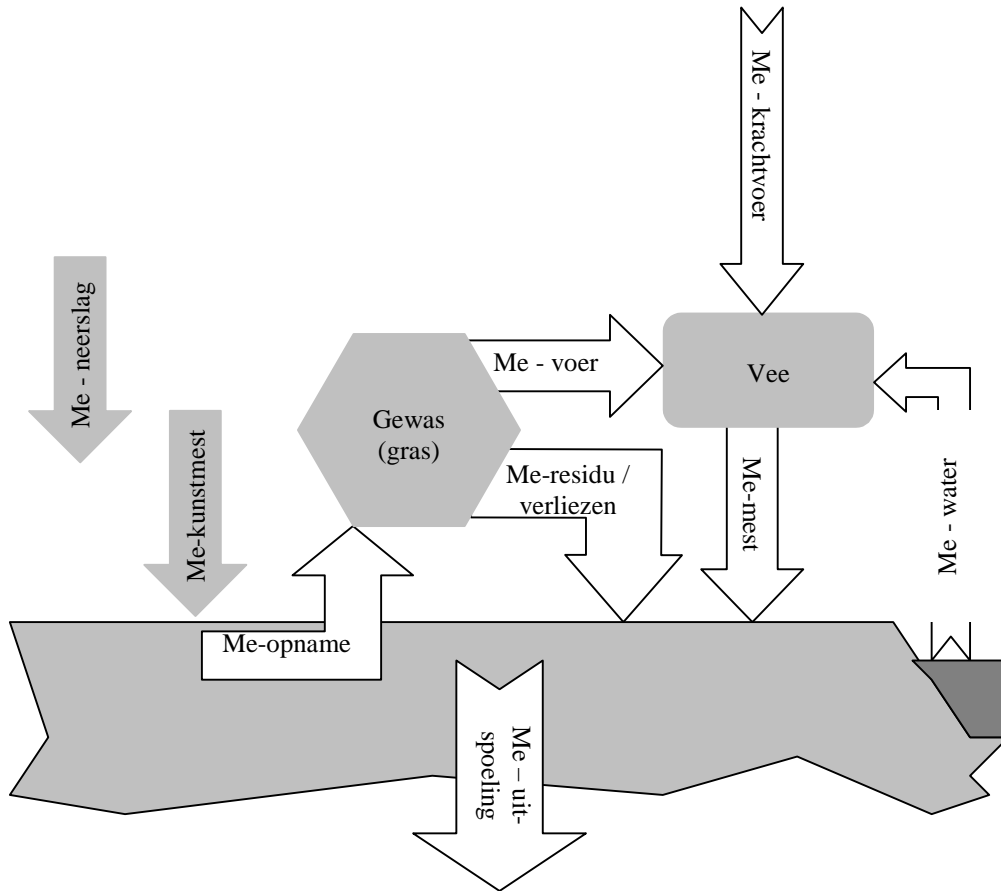 Me - krachtvoer
Me - neerslag
Me-kunstmest
Gewas
(gras)
Me - voer
Vee
Me-residu /
verliezen
Me-mest
Me - water
Me-opname
Me – uit-
spoeling